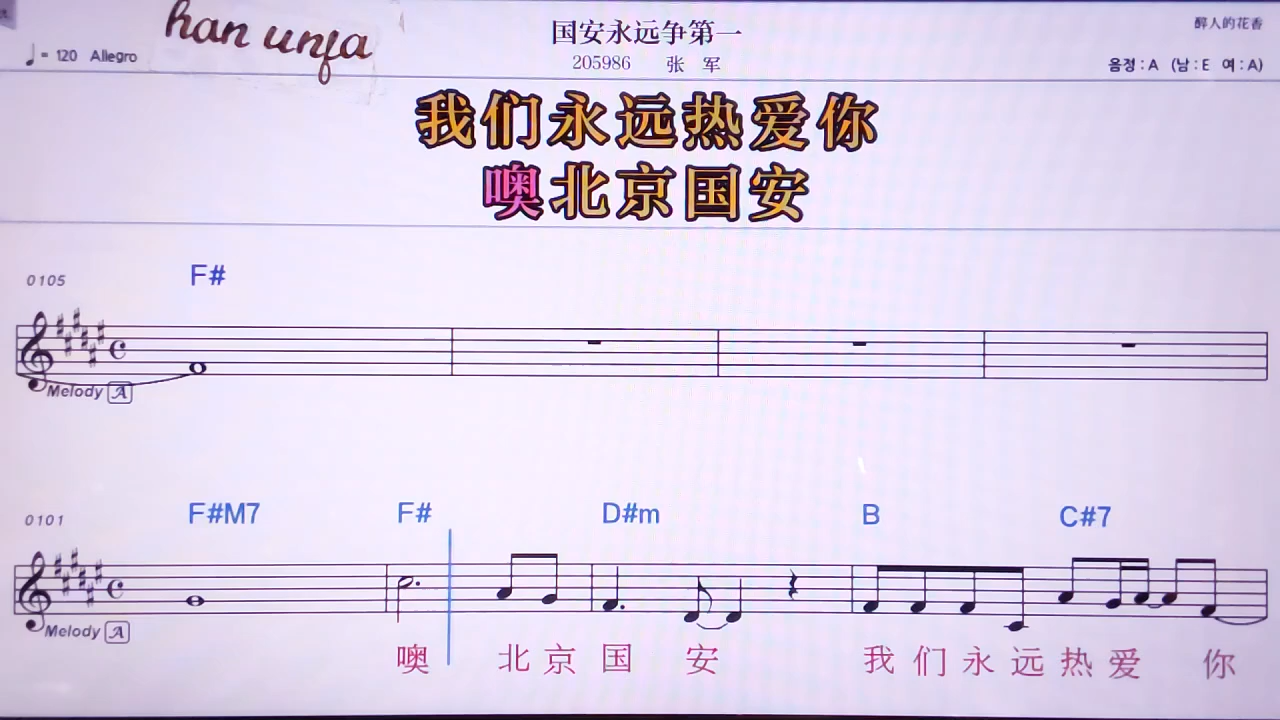 han unja
♩ = 120 Allegro
国安永远争第一
205986 张 军
醉人的花香
음정 : A (남 : E 여 : A)
我们永远热爱你
噢北京国安
0105
F#
Melody A
0101
F#M7 F# D#m B C#7
Melody A
噢 北 京 国 安 我 们 永 远 热 爱 你